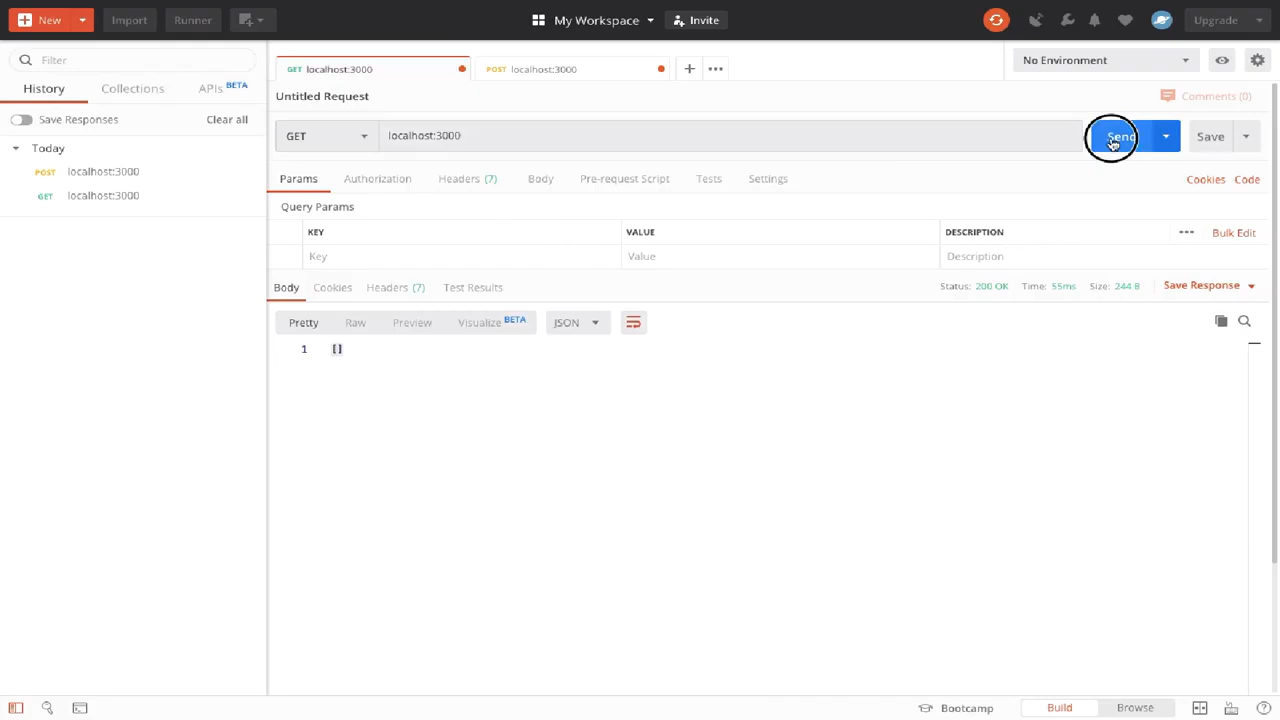 New Import Runner My Workspace Invite Upgrade
Filter
GET localhost:3000 POST localhost:3000 No Environment
History Collections APIs BETA
Untitled Request Comments (0)
Save Responses Clear all
GET localhost:3000 Send Save
Today
POST localhost:3000
GET localhost:3000
Params Authorization Headers (7) Body Pre-request Script Tests Settings Cookies Code
Query Params
KEY VALUE DESCRIPTION Bulk Edit
Key Value Description
Body Cookies Headers (7) Test Results Status: 200 OK Time: 55ms Size: 244 B Save Response
Pretty Raw Preview Visualize BETA JSON
1 []
Bootcamp Build Browse